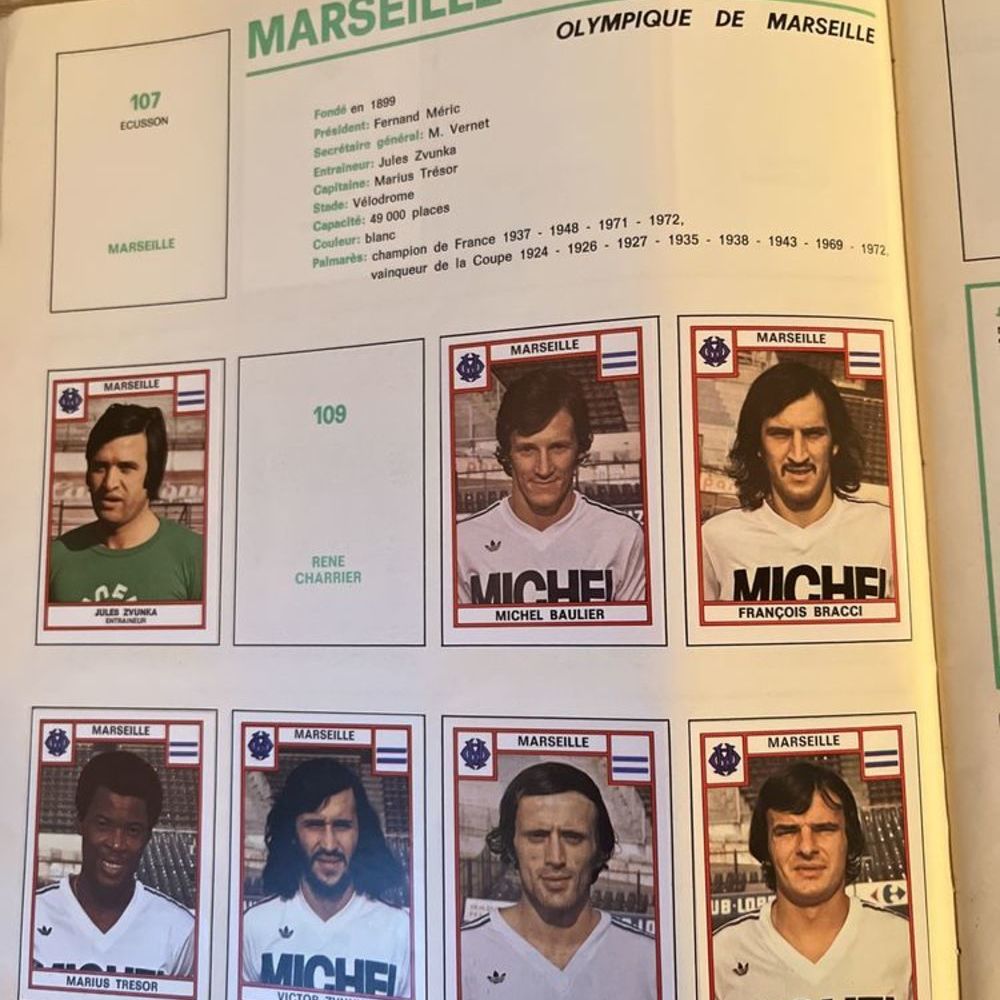 MARSEILLE
OLYMPIQUE DE MARSEILLE
107
ECUSSON
MARSEILLE
Fondé en 1899
Président: Fernand Méric
Secrétaire général: M. Vernet
Entraîneur: Jules Zvunka
Capitaine: Marius Trésor
Stade: Vélodrome
Capacité: 49 000 places
Couleur: blanc
Palmarès: champion de France 1937 - 1948 - 1971 - 1972,
vainqueur de la Coupe 1924 - 1926 - 1927 - 1935 - 1938 - 1943 - 1969 - 1972.
MARSEILLE
JULES ZVUNKA
ENTRAINEUR
109
RENE
CHARRIER
MARSEILLE
MICHEL
MICHEL BAULIER
MARSEILLE
MICHEL
FRANÇOIS BRACCI
MARSEILLE
MICHEL
MARIUS TRESOR
MARSEILLE
MICHEL
VICTOR
MARSEILLE
MARSEILLE